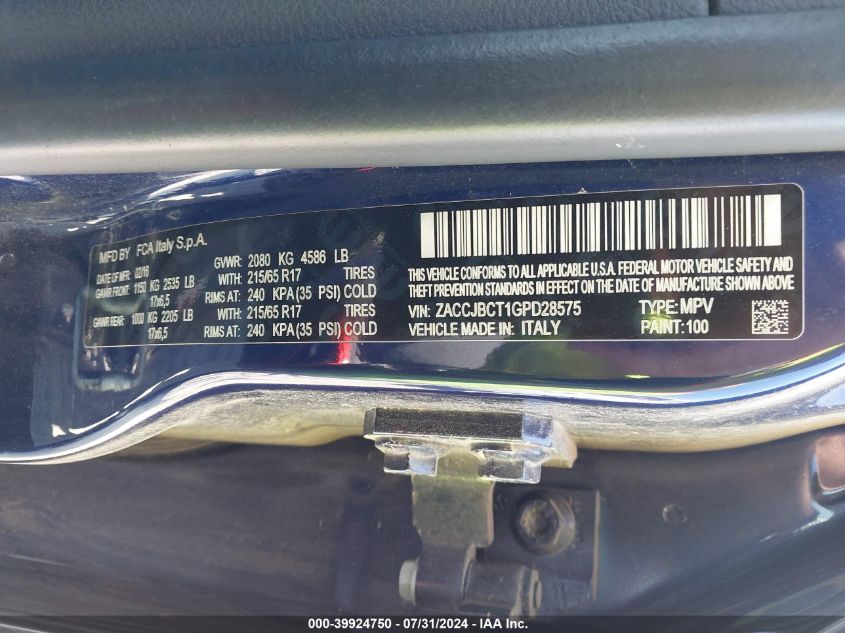 MFD BY FCA Italy S.p.A.
DATE OF MFR: 02/16 GVWR: 2080 KG 4586 LB
GAWR FRONT: 1150 KG 2535 LB WITH: 215/65 R17 TIRES
17x6,5 RIMS AT: 240 KPA (35 PSI) COLD
GAWR REAR: 1000 KG 2205 LB WITH: 215/65 R17 TIRES
17x6,5 RIMS AT: 240 KPA (35 PSI) COLD
THIS VEHICLE CONFORMS TO ALL APPLICABLE U.S.A. FEDERAL MOTOR VEHICLE SAFETY AND
THEFT PREVENTION STANDARDS IN EFFECT ON THE DATE OF MANUFACTURE SHOWN ABOVE.
VIN: ZACCJBCT1GPD28575 TYPE: MPV
VEHICLE MADE IN: ITALY PAINT: 100
000-39924750 / 07/31/2024 - IAA Inc.